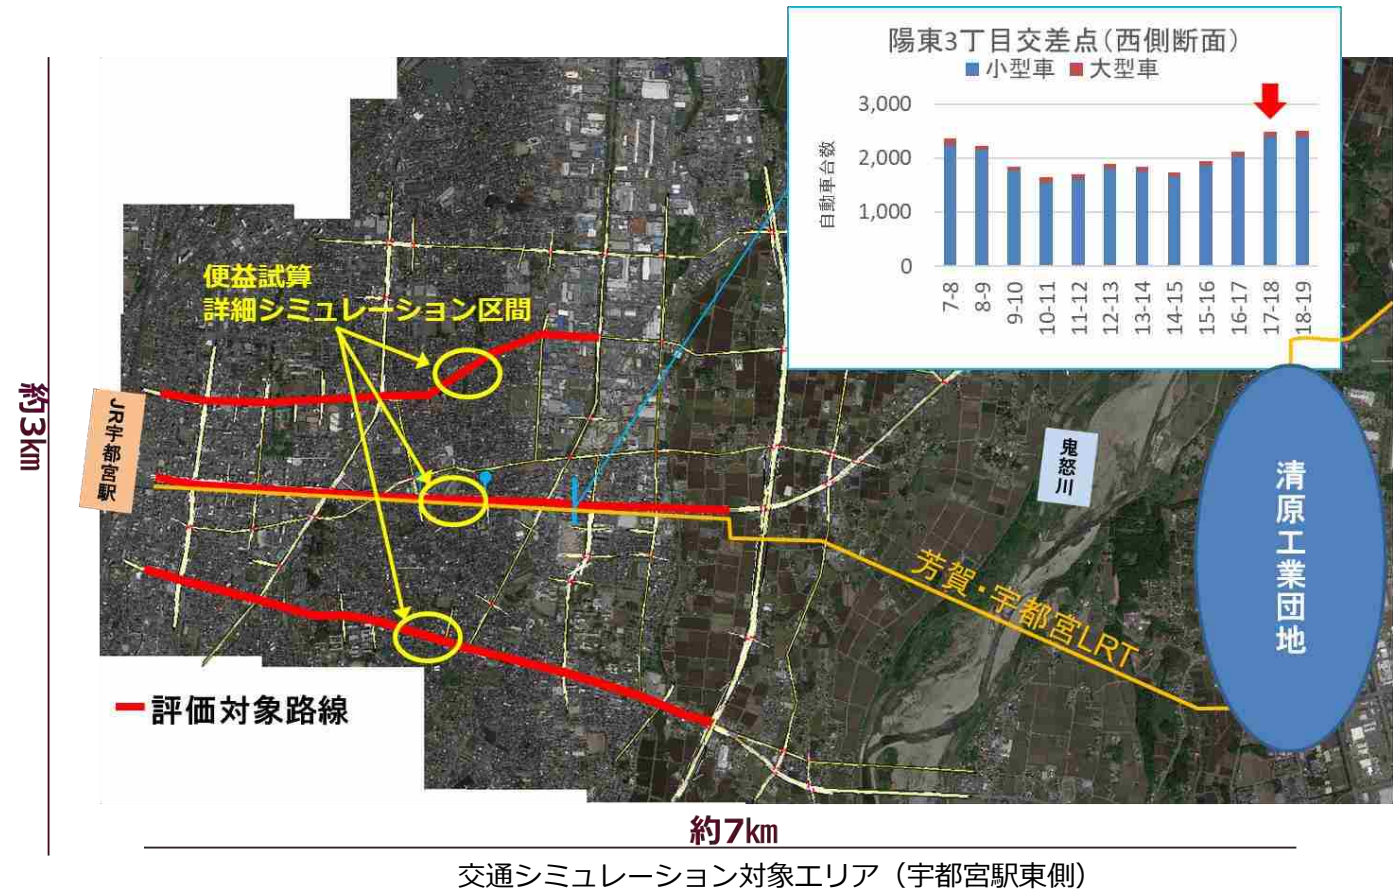 陽東3丁目交差点（西側断面）
小型車 大型車
自動車台数
3,000
2,000
1,000
0
7-8
8-9
9-10
10-11
11-12
12-13
13-14
14-15
15-16
16-17
17-18
18-19
便益試算
詳細シミュレーション区間
約3㎞
JR宇都宮駅
鬼怒川
清原工業団地
芳賀・宇都宮LRT
評価対象路線
約7㎞
交通シミュレーション対象エリア（宇都宮駅東側）